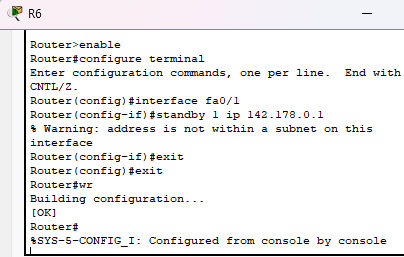 R6
Router>enable
Router#configure terminal
Enter configuration commands, one per line.  End with
CNTL/Z.
Router(config)#interface fa0/1
Router(config-if)#standby 1 ip 142.178.0.1
% Warning: address is not within a subnet on this
interface
Router(config-if)#exit
Router(config)#exit
Router#wr
Building configuration...
[OK]
Router#
%SYS-5-CONFIG_I: Configured from console by console